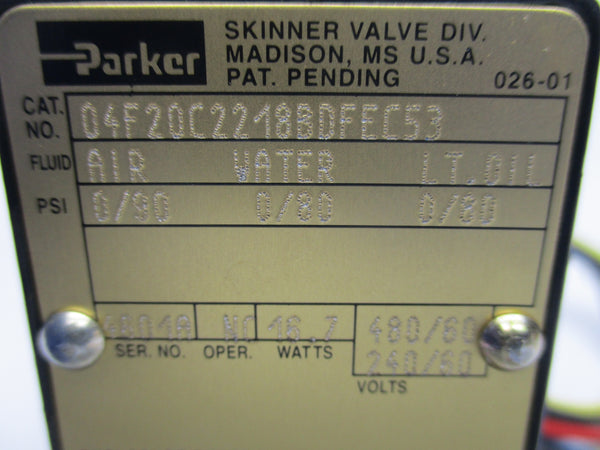 Parker
SKINNER VALVE DIV.
MADISON, MS U.S.A.
PAT. PENDING
026-01
CAT. NO. 04F20C2218BDFEC53
FLUID AIR WATER LT.OIL
PSI 0/80 0/80 0/80
NC 16.7 480/60
SER. NO. OPER. WATTS 240/60
VOLTS